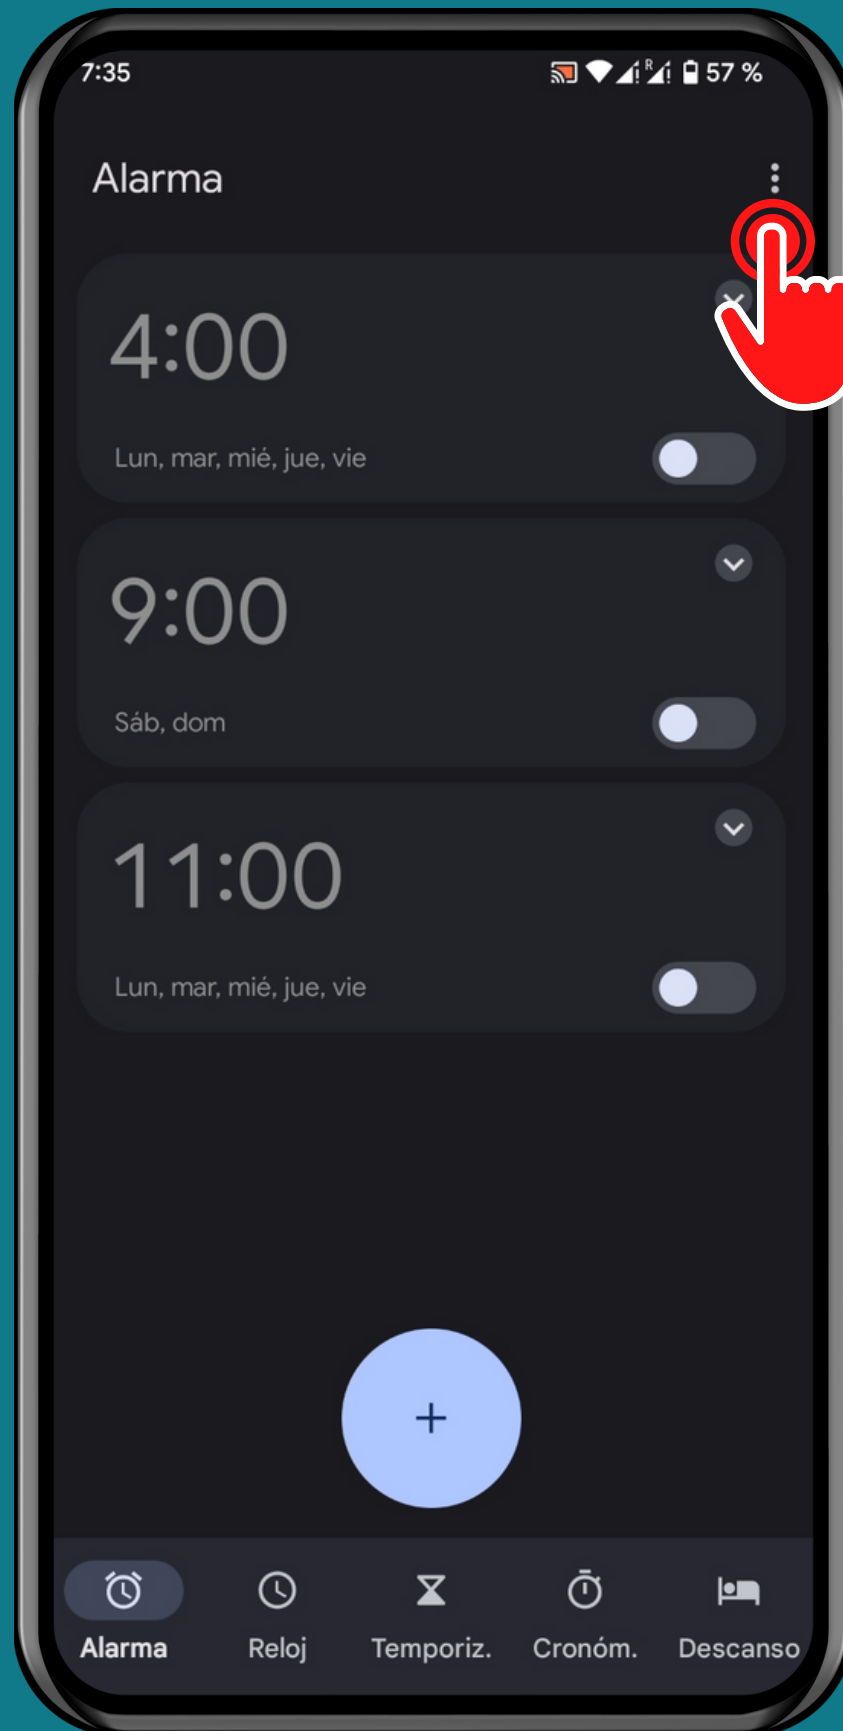 7:35
R
57 %
Alarma
4:00
Lun, mar, mié, jue, vie
9:00
Sáb, dom
11:00
Lun, mar, mié, jue, vie
+
Alarma Reloj Temporiz. Cronóm. Descanso